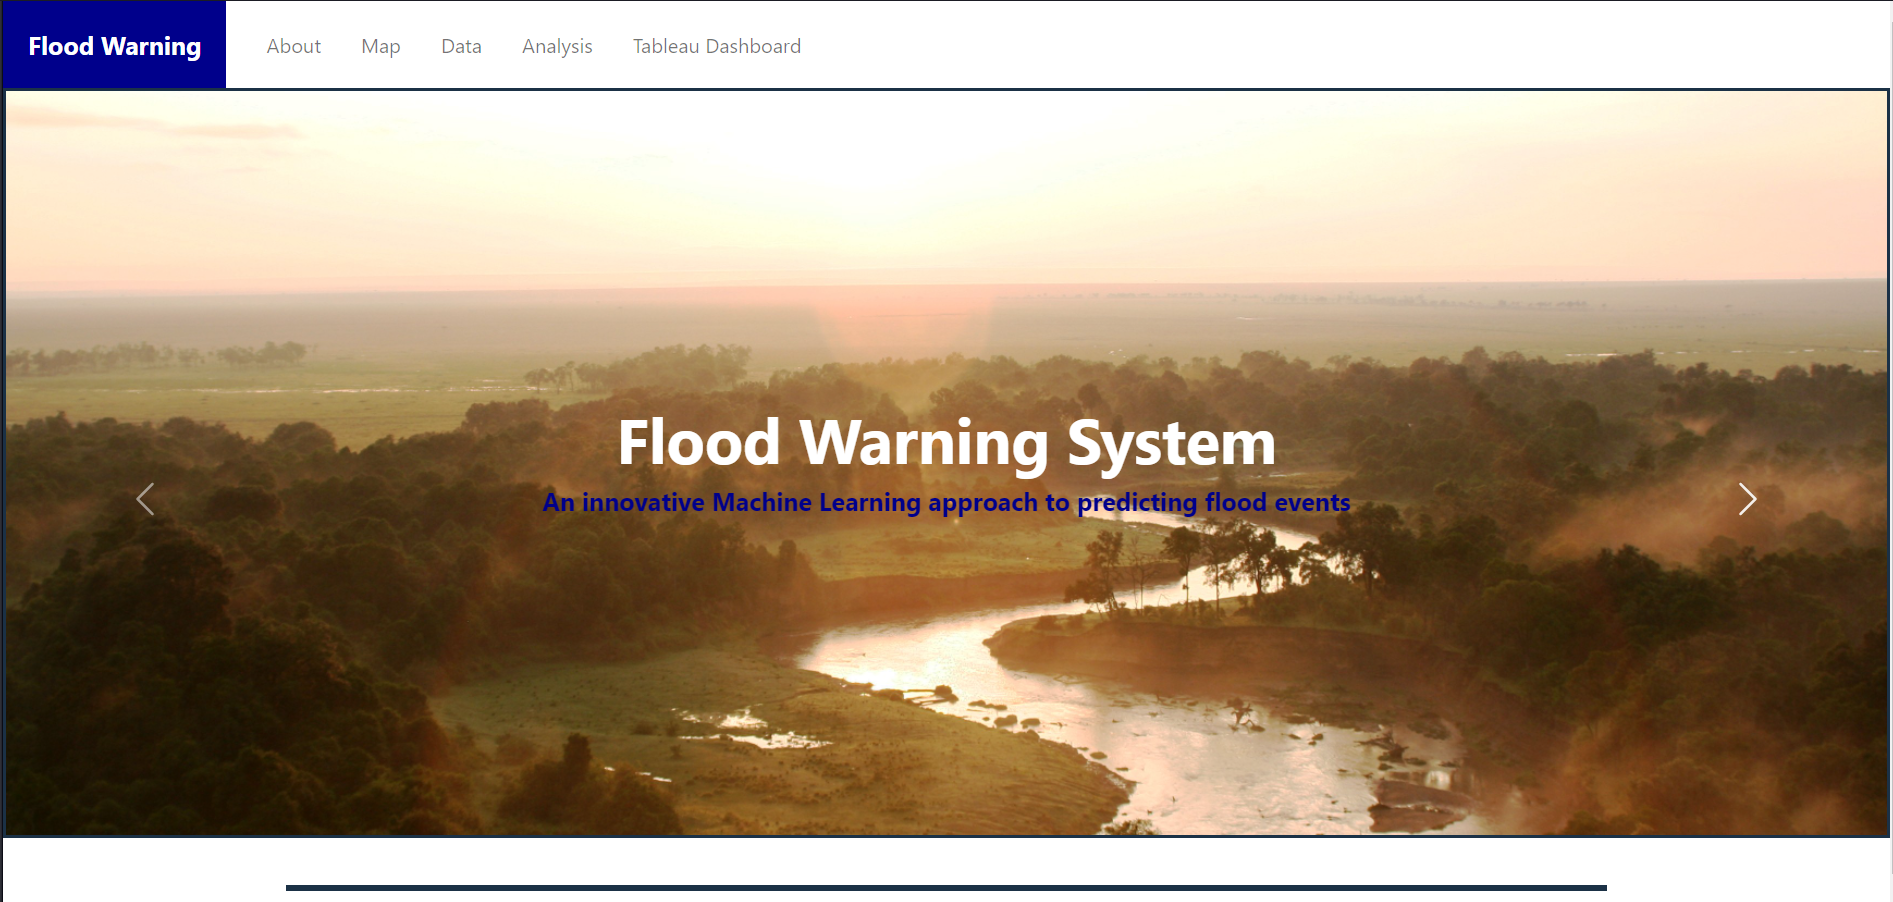 Flood Warning About Map Data Analysis Tableau Dashboard
Flood Warning System
An innovative Machine Learning approach to predicting flood events